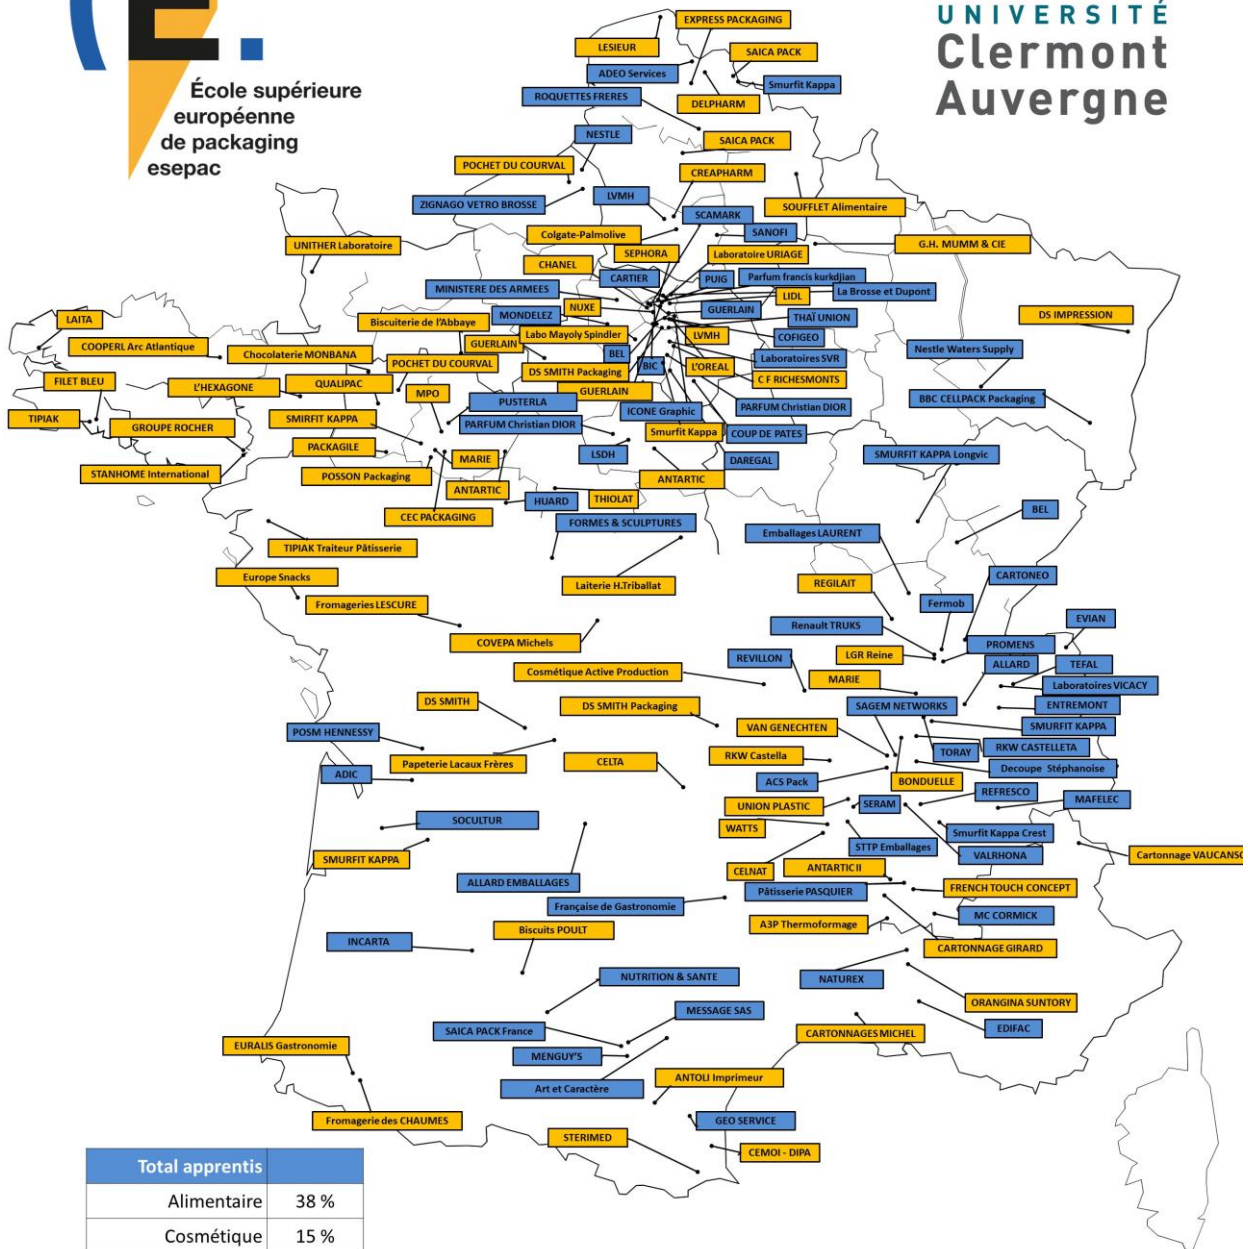 E.
École supérieure
européenne
de packaging
esepac
UNIVERSITÉ
Clermont
Auvergne
EXPRESS PACKAGING
LESIEUR
SAICA PACK
ADEO Services
Smurfit Kappa
ROQUETTES FRERES
DELPHARM
NESTLE
SAICA PACK
POCHET DU COURVAL
CREAPHARM
ZIGNAGO VETRO BROSSE
LVMH
SCAMARK
SOUFFLET Alimentaire
Colgate-Palmolive
SANOFI
UNITHER Laboratoire
SEPHORA
Laboratoire URIAGE
G.H. MUMM & CIE
CHANEL
CARTIER
PUIG
Parfum francis kurkdjian
MINISTERE DES ARMEES
LIDL
La Brosse et Dupont
NUXE
GUERLAIN
MONDELEZ
THAÏ UNION
DS IMPRESSION
LAITA
Biscuiterie de l'Abbaye
Labo Mayoly Spindler
LVMH
COFIGEO
COOPERL Arc Atlantique
GUERLAIN
Nestle Waters Supply
Chocolaterie MONBANA
BEL
Laboratoires SVR
POCHET DU COURVAL
BIC
L'OREAL
DS SMITH Packaging
C F RICHESMONTS
FILET BLEU
L'HEXAGONE
QUALIPAC
MPO
GUERLAIN
BBC CELLPACK Packaging
PUSTERLA
PARFUM Christian DIOR
TIPIAK
SMIRFIT KAPPA
ICONE Graphic
GROUPE ROCHER
PARFUM Christian DIOR
Smurfit Kappa
COUP DE PATES
PACKAGILE
LSDH
SMURFIT KAPPA Longvic
MARIE
DAREGAL
STANHOME International
POSSON Packaging
ANTARTIC
ANTARTIC
HUARD
THIOLAT
BEL
CEC PACKAGING
FORMES & SCULPTURES
Emballages LAURENT
TIPIAK Traiteur Pâtisserie
Europe Snacks
Laiterie H.Triballat
REGILAIT
CARTONEO
Fromageries LESCURE
Fermob
EVIAN
Renault TRUKS
COVEPA Michels
PROMENS
LGR Reine
REVILLON
ALLARD
TEFAL
Cosmétique Active Production
MARIE
Laboratoires VICACY
DS SMITH
DS SMITH Packaging
SAGEM NETWORKS
ENTREMONT
VAN GENECHTEN
SMURFIT KAPPA
POSM HENNESSY
TORAY
RKW CASTELLETA
RKW Castella
Papeterie Lacaux Frères
CELTA
Decoupe Stéphanoise
ADIC
ACS Pack
BONDUELLE
REFRESCO
MAFELEC
UNION PLASTIC
SERAM
SOCULTUR
WATTS
Smurfit Kappa Crest
STTP Emballages
VALRHONA
Cartonnage VAUCANSO
SMURFIT KAPPA
CELNAT
ANTARTIC II
ALLARD EMBALLAGES
Pâtisserie PASQUIER
FRENCH TOUCH CONCEPT
Française de Gastronomie
MC CORMICK
A3P Thermoformage
Biscuits POULT
INCARTA
CARTONNAGE GIRARD
NUTRITION & SANTE
NATUREX
ORANGINA SUNTORY
MESSAGE SAS
SAICA PACK France
EDIFAC
CARTONNAGES MICHEL
EURALIS Gastronomie
MENGUY'S
ANTOLI Imprimeur
Art et Caractère
Fromagerie des CHAUMES
GEO SERVICE
STERIMED
CEMOI - DIPA
Total apprentis
Alimentaire 38 %
Cosmétique 15 %